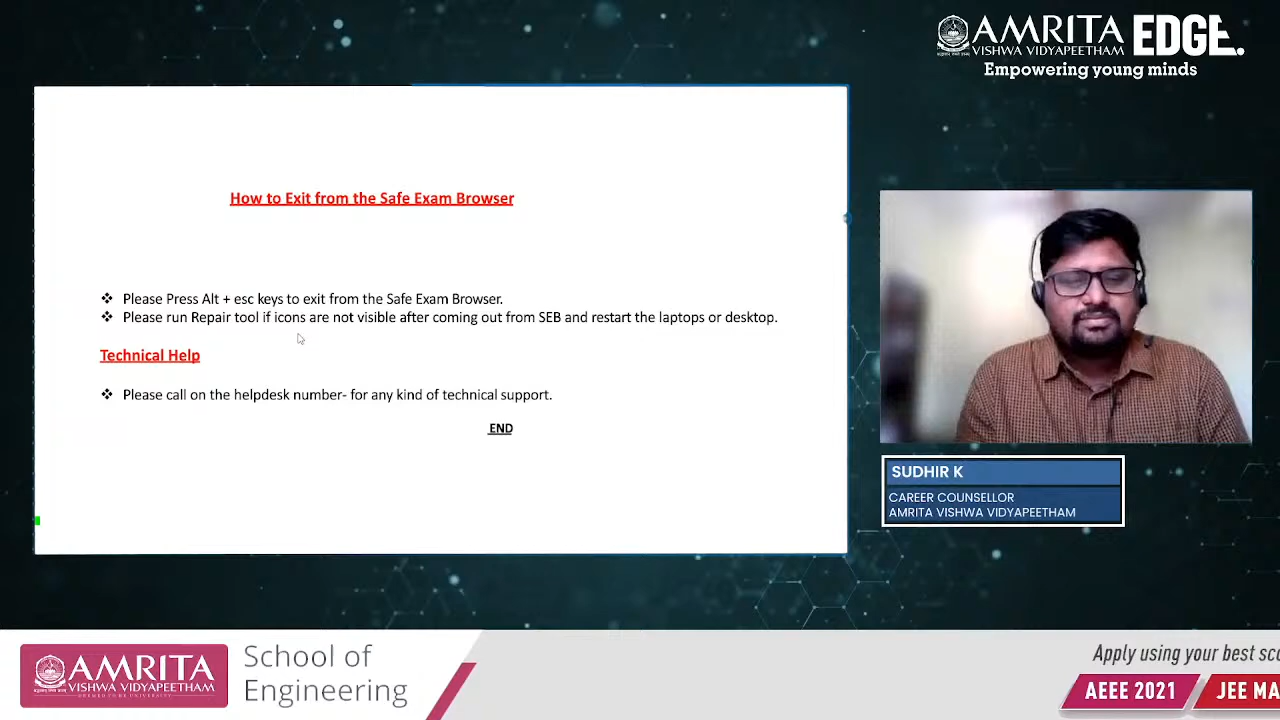 AMRITA EDGE.
VISHWA VIDYAPEETHAM
Empowering young minds
How to Exit from the Safe Exam Browser
❖ Please Press Alt + esc keys to exit from the Safe Exam Browser.
❖ Please run Repair tool if icons are not visible after coming out from SEB and restart the laptops or desktop.
Technical Help
❖ Please call on the helpdesk number- for any kind of technical support.
END
SUDHIR K
CAREER COUNSELLOR
AMRITA VISHWA VIDYAPEETHAM
AMRITA
VISHWA VIDYAPEETHAM
School of
Engineering
Apply using your best sco
AEEE 2021
JEE MA